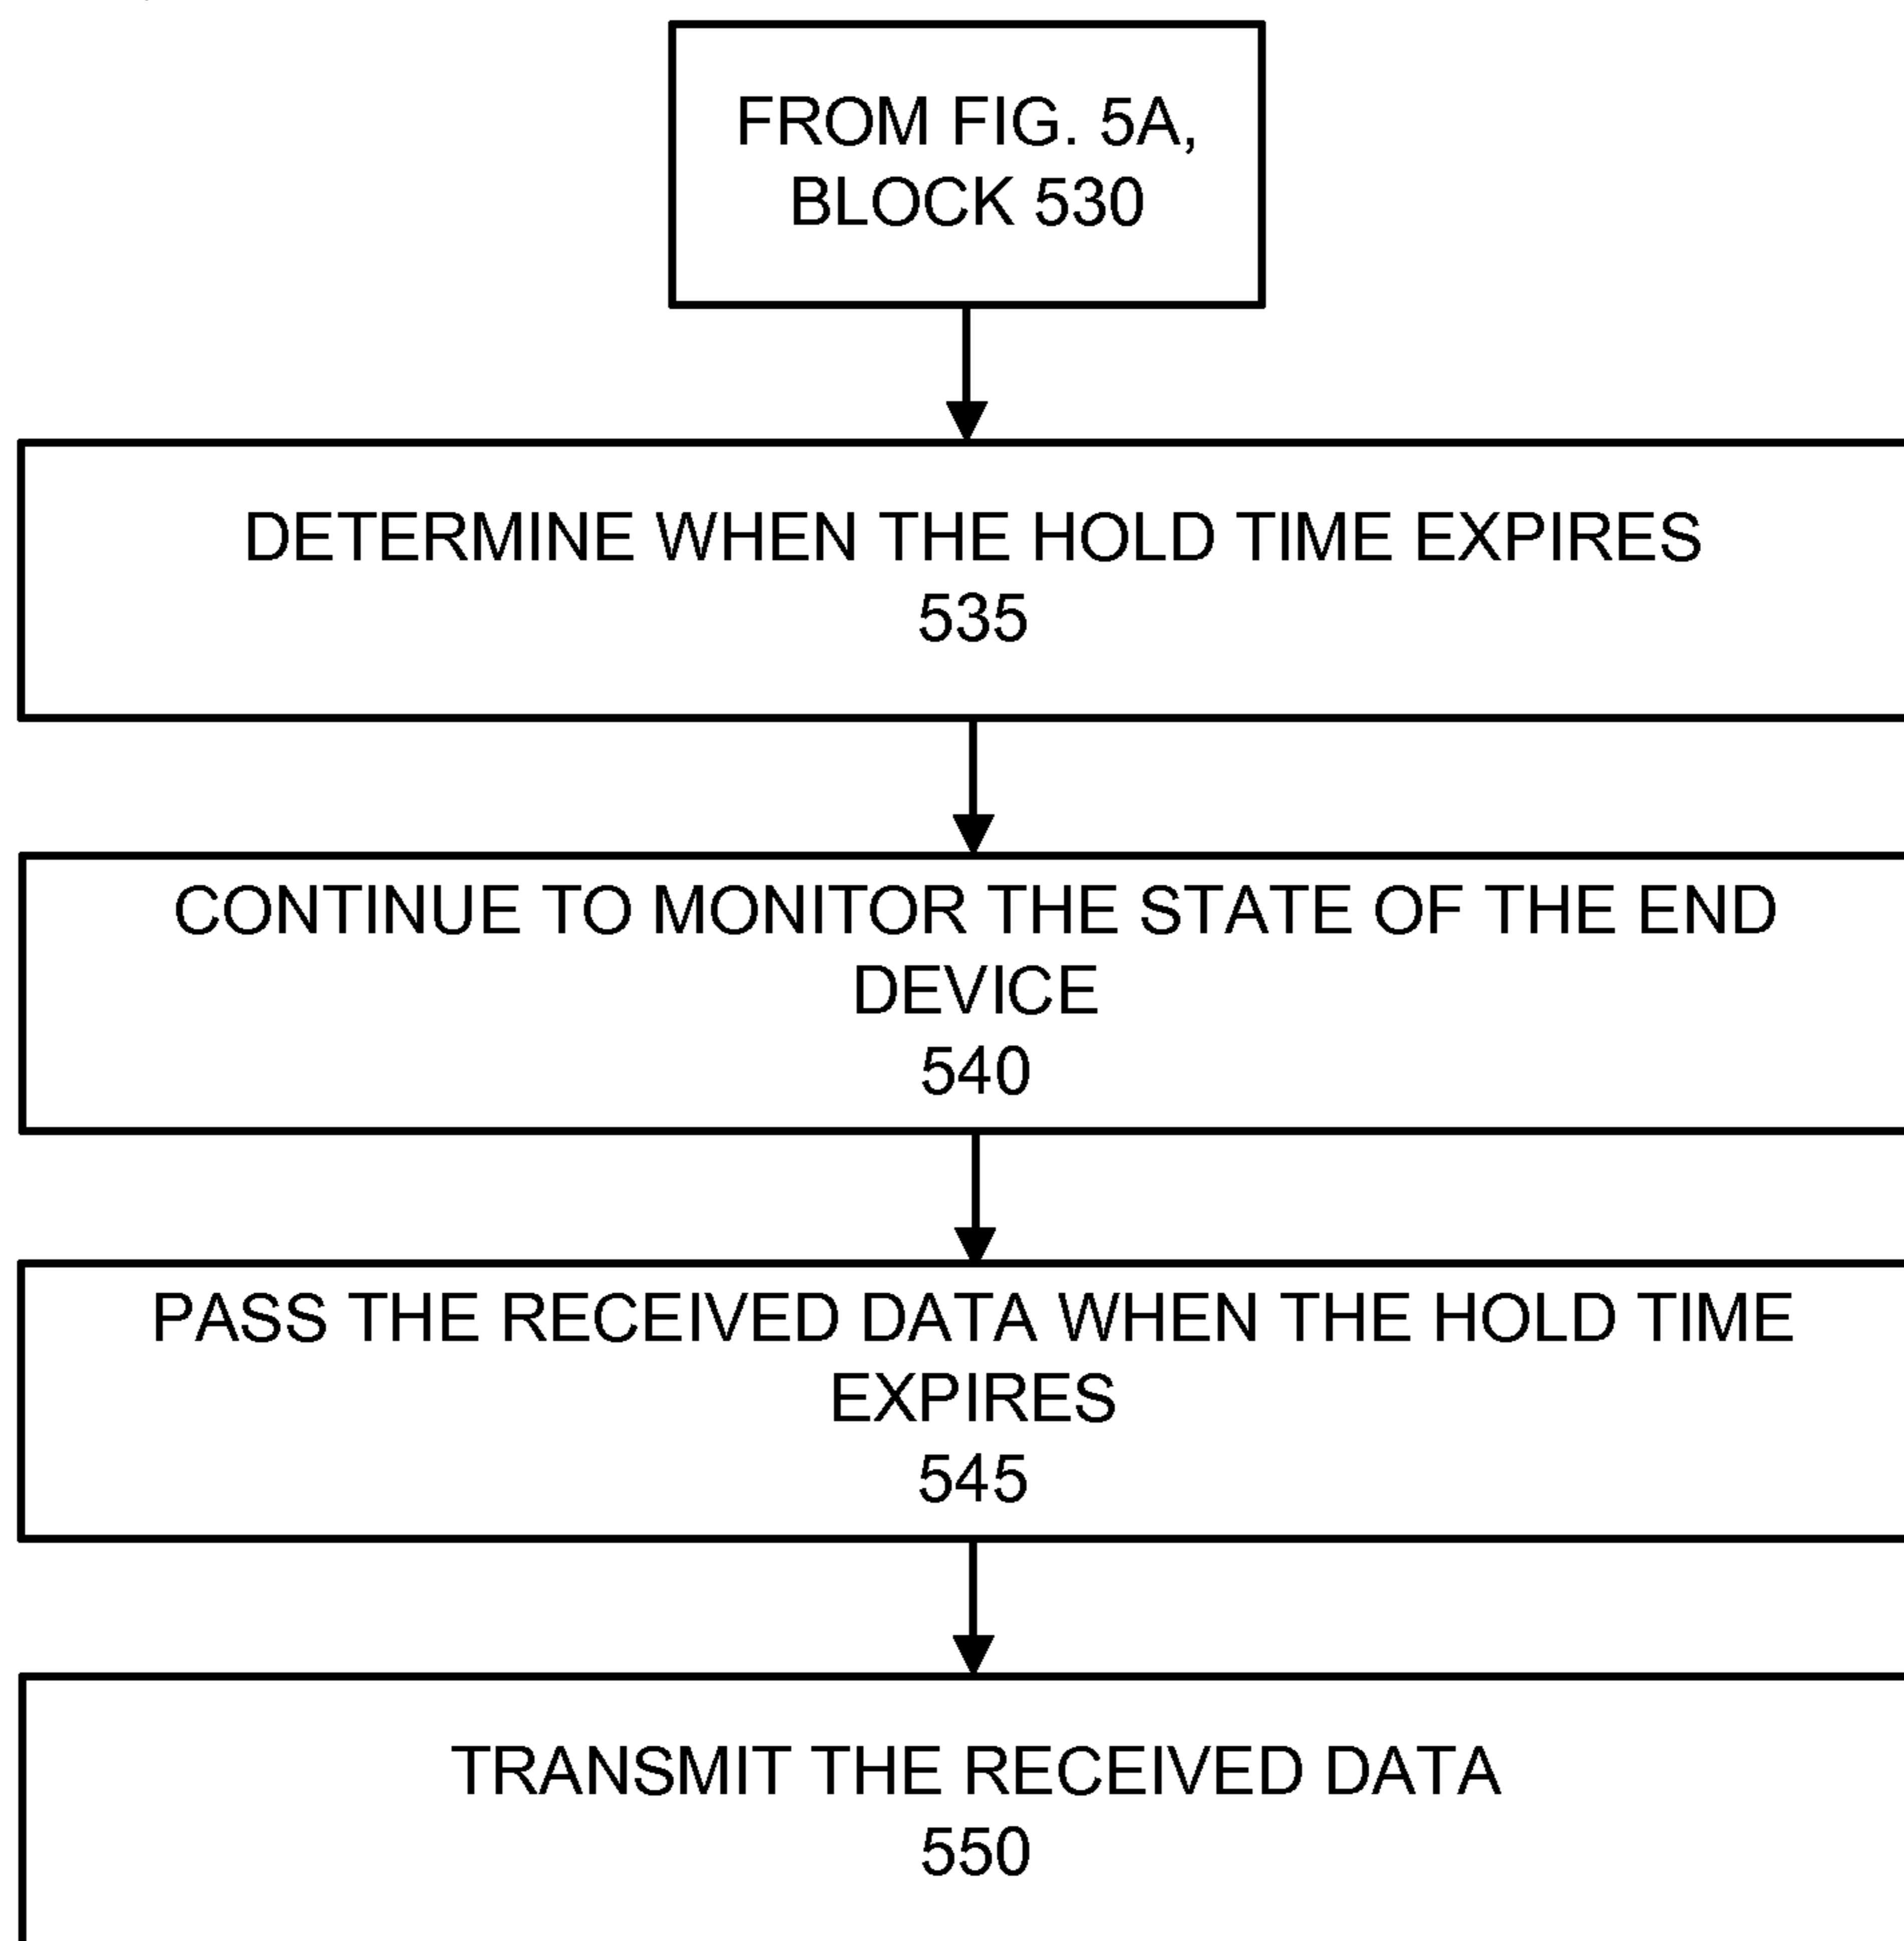 FROM FIG. 5A,
BLOCK 530
DETERMINE WHEN THE HOLD TIME EXPIRES
535
CONTINUE TO MONITOR THE STATE OF THE END
DEVICE
540
PASS THE RECEIVED DATA WHEN THE HOLD TIME
EXPIRES
545
TRANSMIT THE RECEIVED DATA
550